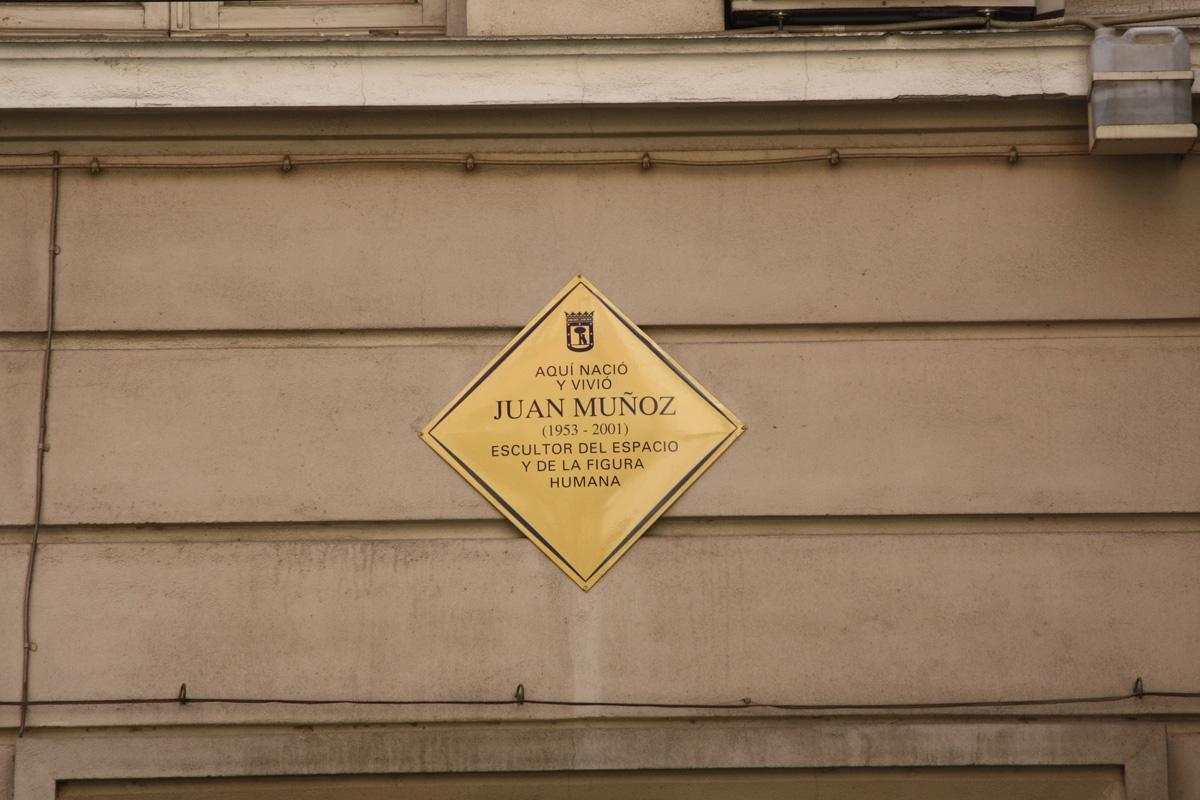 AQUÍ NACIÓ
Y VIVIÓ
JUAN MUÑOZ
(1953 - 2001)
ESCULTOR DEL ESPACIO
Y DE LA FIGURA
HUMANA